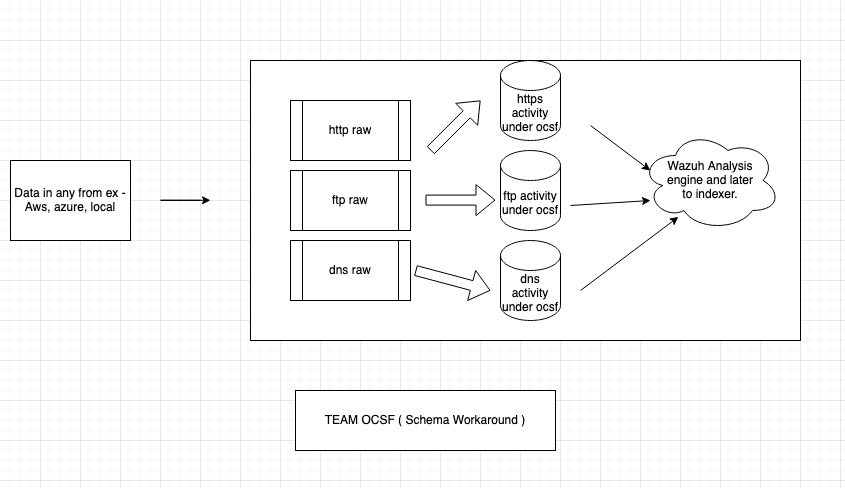 Data in any from ex -
Aws, azure, local
http raw
ftp raw
dns raw
https
activity
under ocsf
ftp activity
under ocsf
dns
activity
under ocsf
Wazuh Analysis
engine and later
to indexer.
TEAM OCSF ( Schema Workaround )